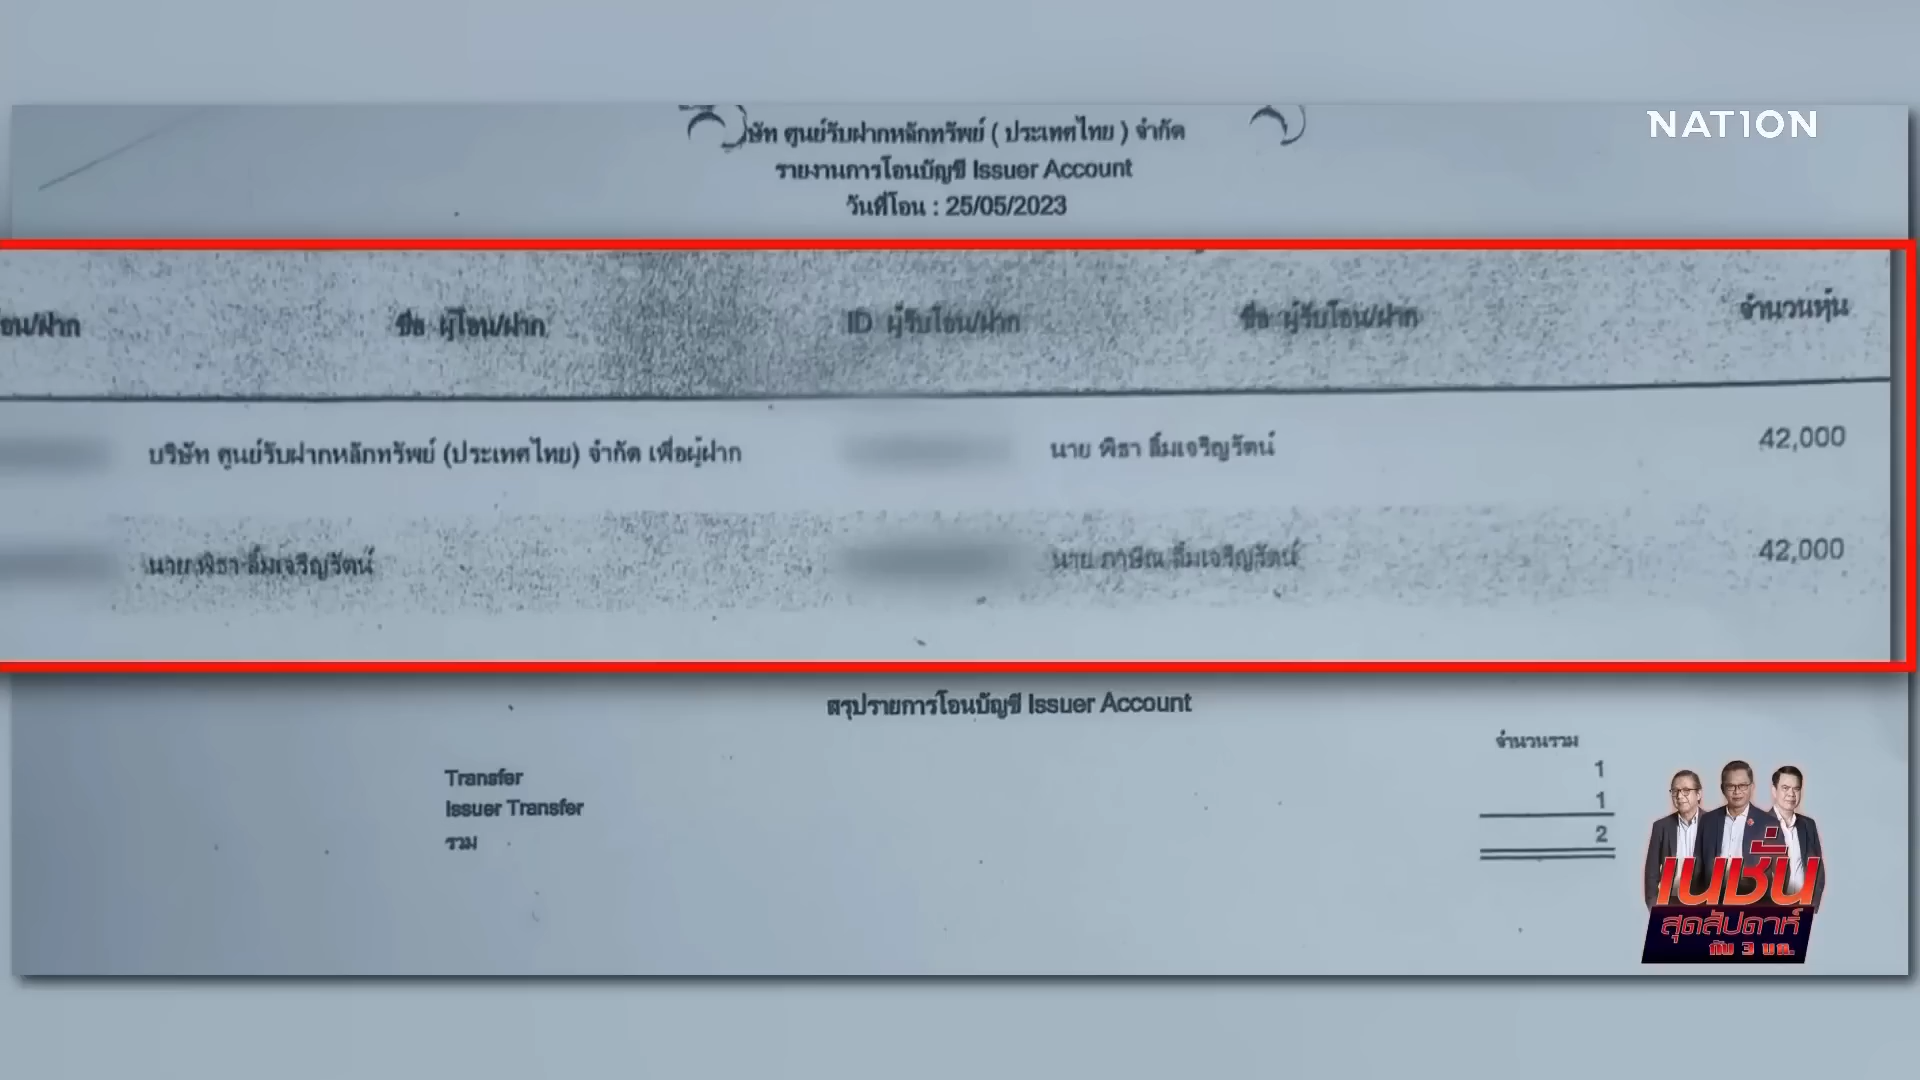 NATION
ษัท ศูนย์รับฝากหลักทรัพย์ ( ประเทศไทย ) จำกัด
รายงานการโอนบัญชี Issuer Account
วันที่โอน : 25/05/2023
อน/ฝาก ชื่อ ผู้โอน/ฝาก ID ผู้รับโอน/ฝาก ชื่อ ผู้รับโอน/ฝาก จำนวนหุ้น
บริษัท ศูนย์รับฝากหลักทรัพย์ (ประเทศไทย) จำกัด เพื่อผู้ฝาก นาย พิธา ลิ้มเจริญรัตน์ 42,000
นาย พิธา ลิ้มเจริญรัตน์ นาย ภาษิณ ลิ้มเจริญรัตน์ 42,000
สรุปรายการโอนบัญชี Issuer Account
จำนวนรวม
Transfer 1
Issuer Transfer 1
รวม 2
เนชั่น
สุดสัปดาห์
กับ 3 บก.